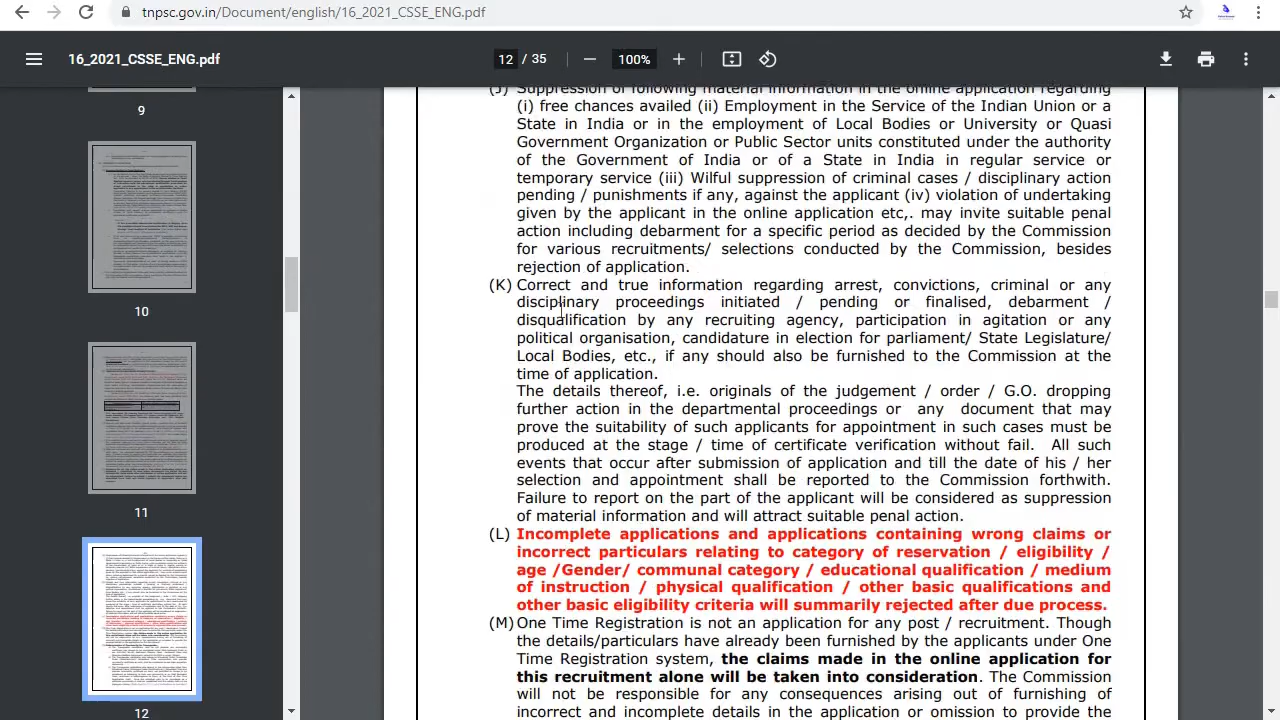 tnpsc.gov.in/Document/english/16_2021_CSSE_ENG.pdf
16_2021_CSSE_ENG.pdf
12 / 35
100%
9
10
11
12
(J) Suppression of following material information in the online application regarding
(i) free chances availed (ii) Employment in the Service of the Indian Union or a
State in India or in the employment of Local Bodies or University or Quasi
Government Organization or Public Sector units constituted under the authority
of the Government of India or of a State in India in regular service or
temporary service (iii) Wilful suppression of criminal cases / disciplinary action
pending / punishments if any, against the applicant (iv) violation of undertaking
given by the applicant in the online application etc,. may invite suitable penal
action including debarment for a specific period as decided by the Commission
for various recruitments/ selections conducted by the Commission, besides
rejection of application.
(K) Correct and true information regarding arrest, convictions, criminal or any
disciplinary proceedings initiated / pending or finalised, debarment /
disqualification by any recruiting agency, participation in agitation or any
political organisation, candidature in election for parliament/ State Legislature/
Local Bodies, etc., if any should also be furnished to the Commission at the
time of application.
The details thereof, i.e. originals of the judgement / order / G.O. dropping
further action in the departmental proceedings or any document that may
prove the suitability of such applicants for appointment in such cases must be
produced at the stage / time of certificate verification without fail. All such
events that occur after submission of application and till the date of his / her
selection and appointment shall be reported to the Commission forthwith.
Failure to report on the part of the applicant will be considered as suppression
of material information and will attract suitable penal action.
(L) Incomplete applications and applications containing wrong claims or
incorrect particulars relating to category of reservation / eligibility /
age / Gender/ communal category / educational qualification / medium
of instruction / physical qualification /other basic qualifications and
other basic eligibility criteria will summarily rejected after due process.
(M) One Time Registration is not an application for any post / recruitment. Though
the details/particulars have already been furnished by the applicants under One
Time Registration system, the claims made in the online application for
this recruitment alone will be taken into consideration. The Commission
will not be responsible for any consequences arising out of furnishing of
incorrect and incomplete details in the application or omission to provide the